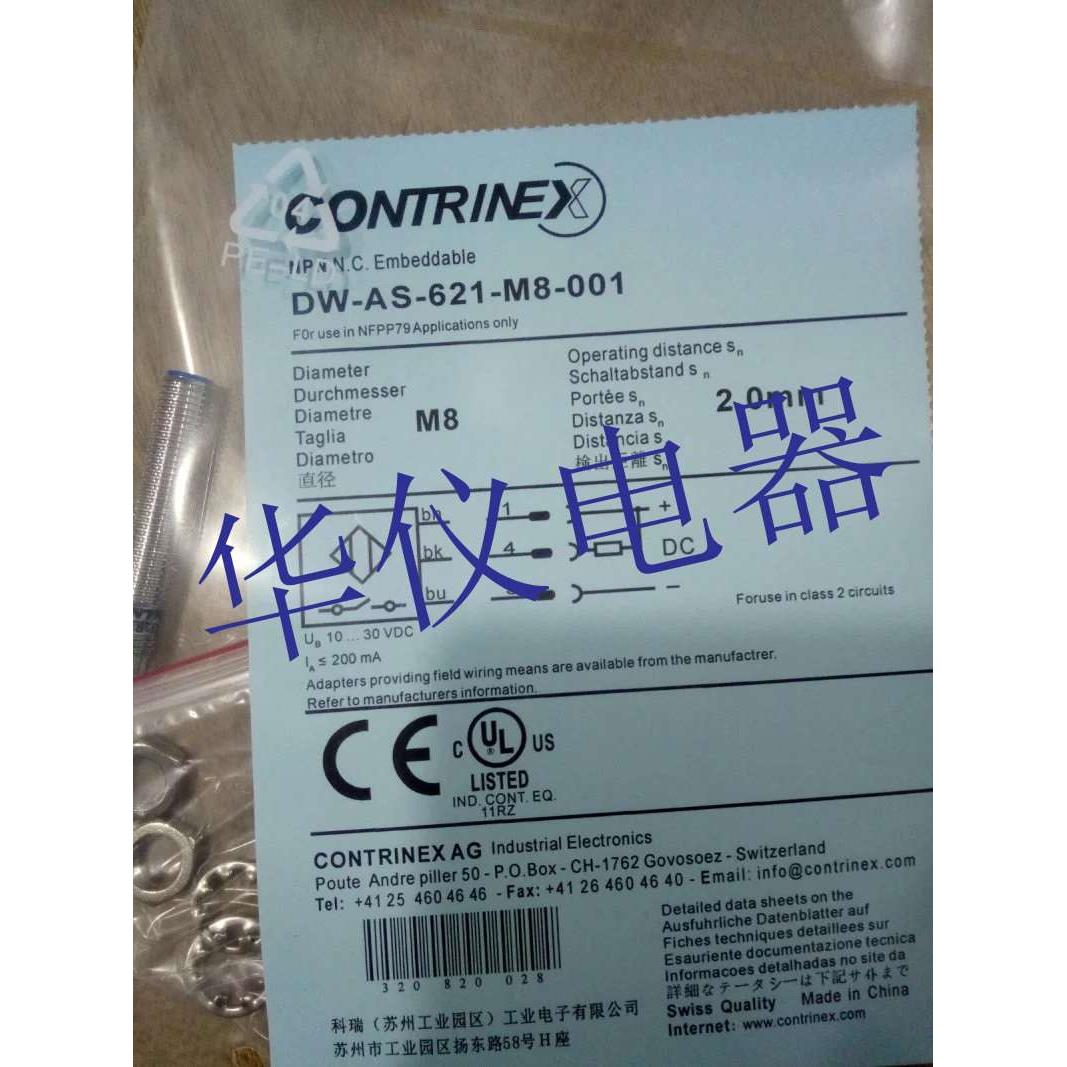 CONTRINEX
NPN N.C. Embeddable
DW-AS-621-M8-001
F0r use in NFPP79 Applications only
Diameter
Durchmesser
Diametre
Taglia
Diametro
直径
M8
Operating distance sn
Schaltabstand sn
Portée sn
Distanza sn
Distância s
検出距離 sn
2.0mm
华仪电器
bn 1 +
bk 4 DC
bu −
UB 10 ... 30 VDC
IA ≤ 200 mA
Foruse in class 2 circuits
Adapters providing field wiring means are available from the manufactrer.
Refer to manufacturers information.
CE
C UL US
®
LISTED
IND. CONT. EQ.
11RZ
CONTRINEX AG Industrial Electronics
Poute Andre piller 50 - P.O.Box - CH-1762 Govosoez - Switzerland
Tel: +41 25 460 46 46 - Fax: +41 26 460 46 40 - Email: info@contrinex.com
320 820 028
Detailed data sheets on the
Ausfuhrliche Datenblatter auf
Fiches techniques detaillees sur
Esauriente documentazione tecnica
Informacoes detalhadas no site da
詳細なテータシーは下記サイトまで
Swiss Quality Made in China
Internet: www.contrinex.com
科瑞（苏州工业园区）工业电子有限公司
苏州市工业园区扬东路58号H座
04